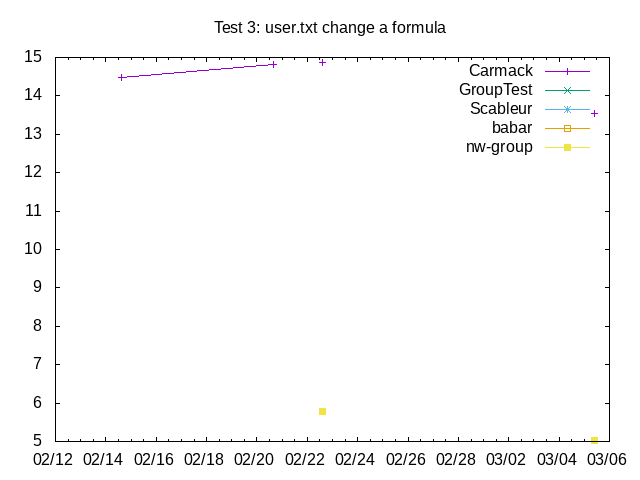 Test 3: user.txt change a formula
15
14
13
12
11
10
9
8
7
6
5
Carmack
GroupTest
Scableur
babar
nw-group
02/12 02/14 02/16 02/18 02/20 02/22 02/24 02/26 02/28 03/02 03/04 03/06